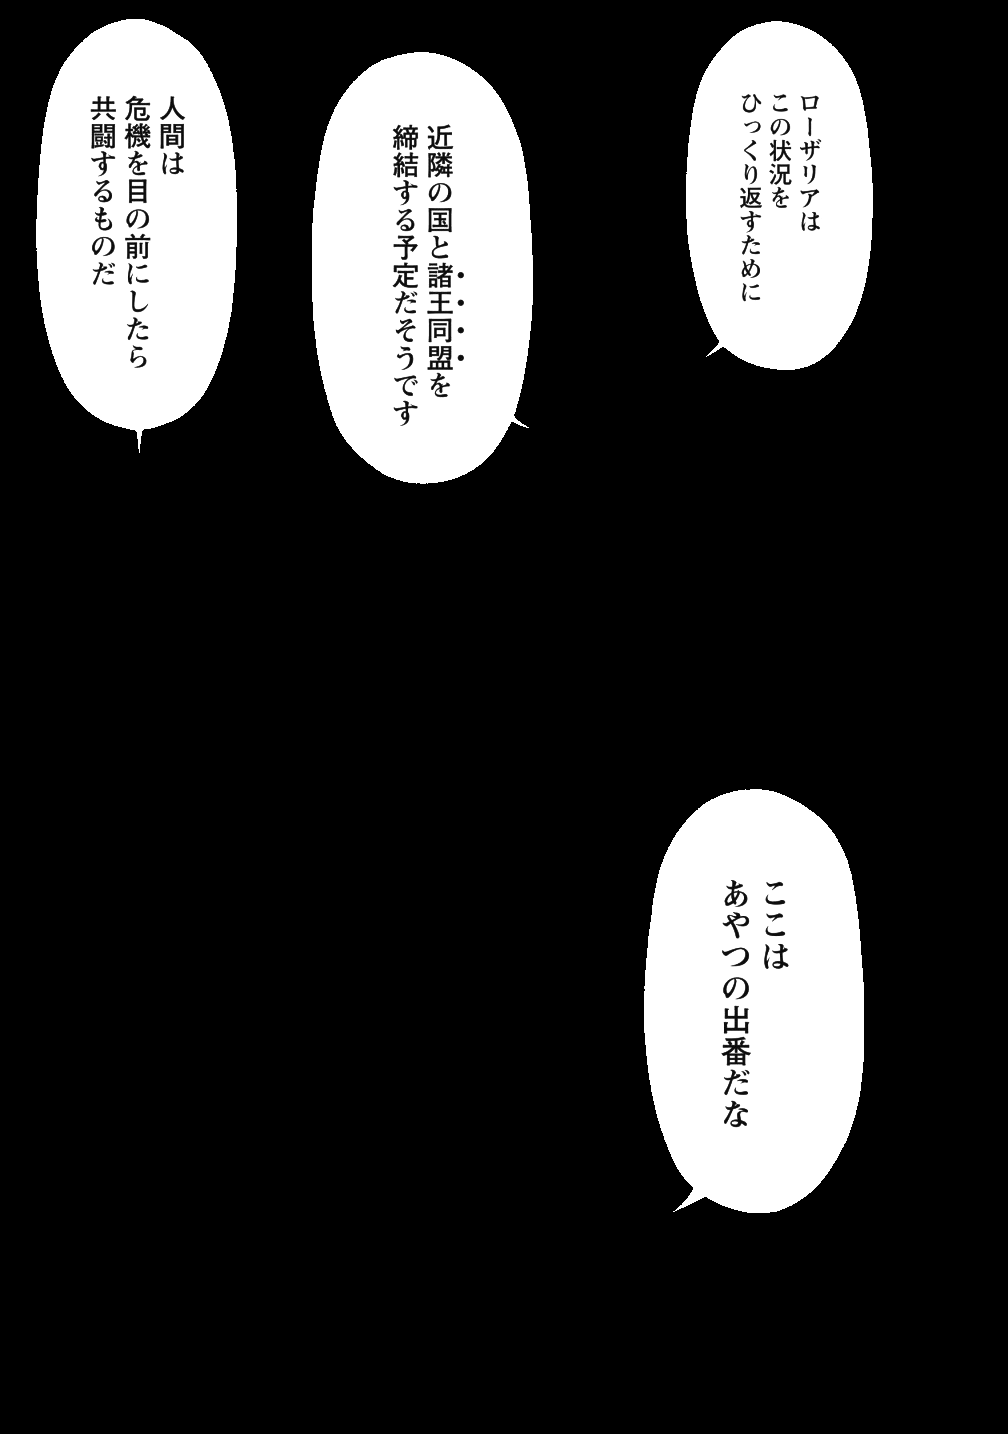 ローザリアは
この状況を
ひっくり返すために
近隣の国と諸王同盟を
締結する予定だそうです
人間は
危機を目の前にしたら
共闘するものだ
ここは
あやつの出番だな